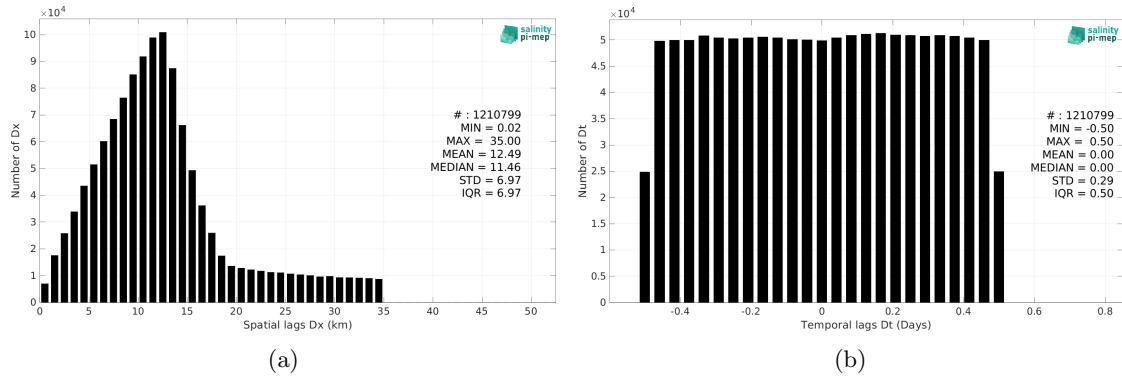 ×10⁴
10
9
8
7
6
5
4
3
2
1
0
0 5 10 15 20 25 30 35 40 45 50
Number of Dx
Spatial lags Dx (km)
salinity
pi-mep
# : 1210799
MIN = 0.02
MAX = 35.00
MEAN = 12.49
MEDIAN = 11.46
STD = 6.97
IQR = 6.97
(a)
×10⁴
5
4.5
4
3.5
3
2.5
2
1.5
1
0.5
0
-0.4 -0.2 0 0.2 0.4 0.6 0.8
Number of Dt
Temporal lags Dt (Days)
salinity
pi-mep
# : 1210799
MIN = -0.50
MAX = 0.50
MEAN = 0.00
MEDIAN = 0.00
STD = 0.29
IQR = 0.50
(b)